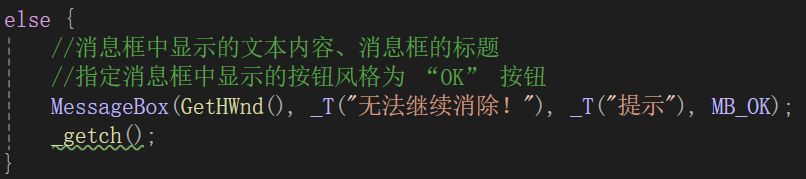 else {
//消息框中显示的文本内容、消息框的标题
//指定消息框中显示的按钮风格为 “OK” 按钮
MessageBox(GetHWnd(), _T("无法继续消除！"), _T("提示"), MB_OK);
_getch();
}